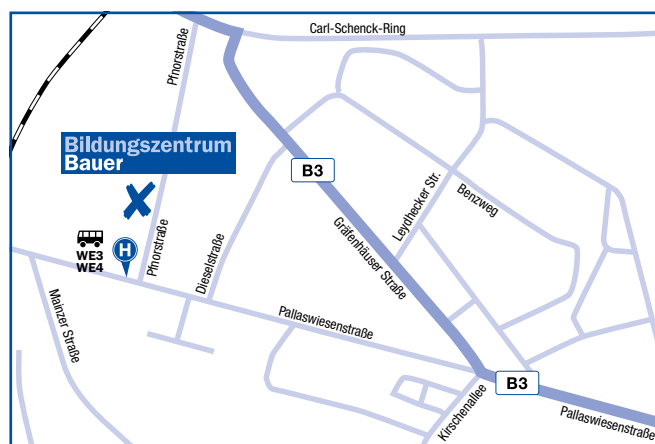 Carl-Schenck-Ring
Pfnorstraße
Bildungszentrum
Bauer
B3
Leydhecker Str.
Benzweg
WE3
WE4
H
Pfnorstraße
Dieselstraße
Gräfenhäuser Straße
Mainzer Straße
Pallaswiesenstraße
B3
Kirschenallee
Pallaswiesenstraße